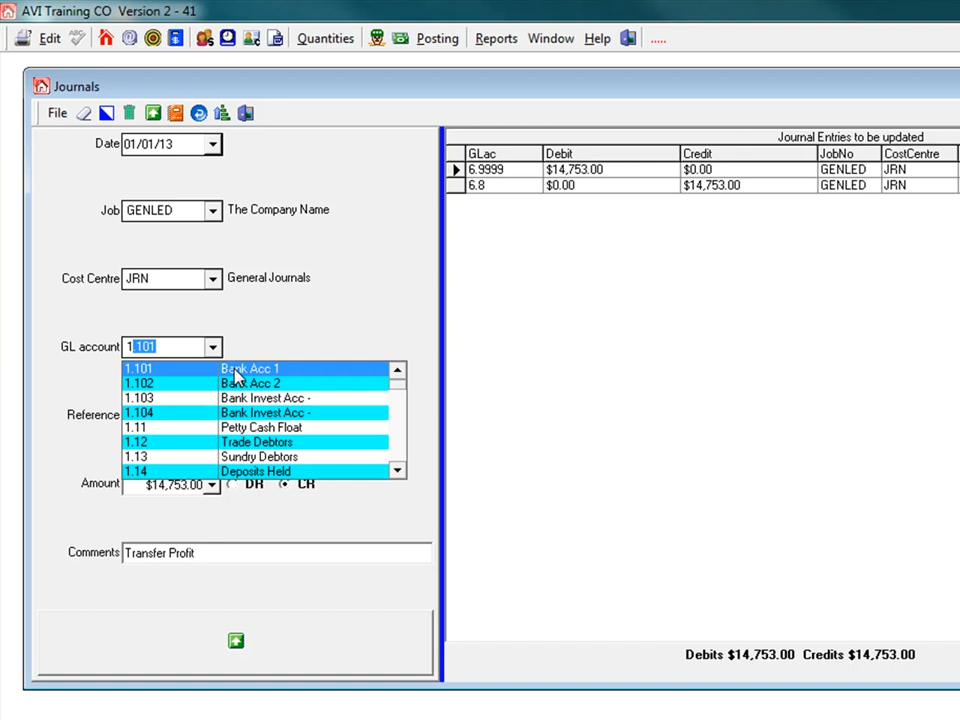 AVI Training CO Version 2 - 41
Edit ABC Quantities Posting Reports Window Help .....
Journals
File
Date 01/01/13
Job GENLED The Company Name
Cost Centre JRN General Journals
GL account 1.101
1.101 Bank Acc 1
1.102 Bank Acc 2
1.103 Bank Invest Acc -
1.104 Bank Invest Acc -
1.11 Petty Cash Float
1.12 Trade Debtors
1.13 Sundry Debtors
1.14 Deposits Held
Reference
Amount $14,753.00 DR CR
Comments Transfer Profit
Journal Entries to be updated
GLac Debit Credit JobNo CostCentre
6.9999 $14,753.00 $0.00 GENLED JRN
6.8 $0.00 $14,753.00 GENLED JRN
Debits $14,753.00 Credits $14,753.00